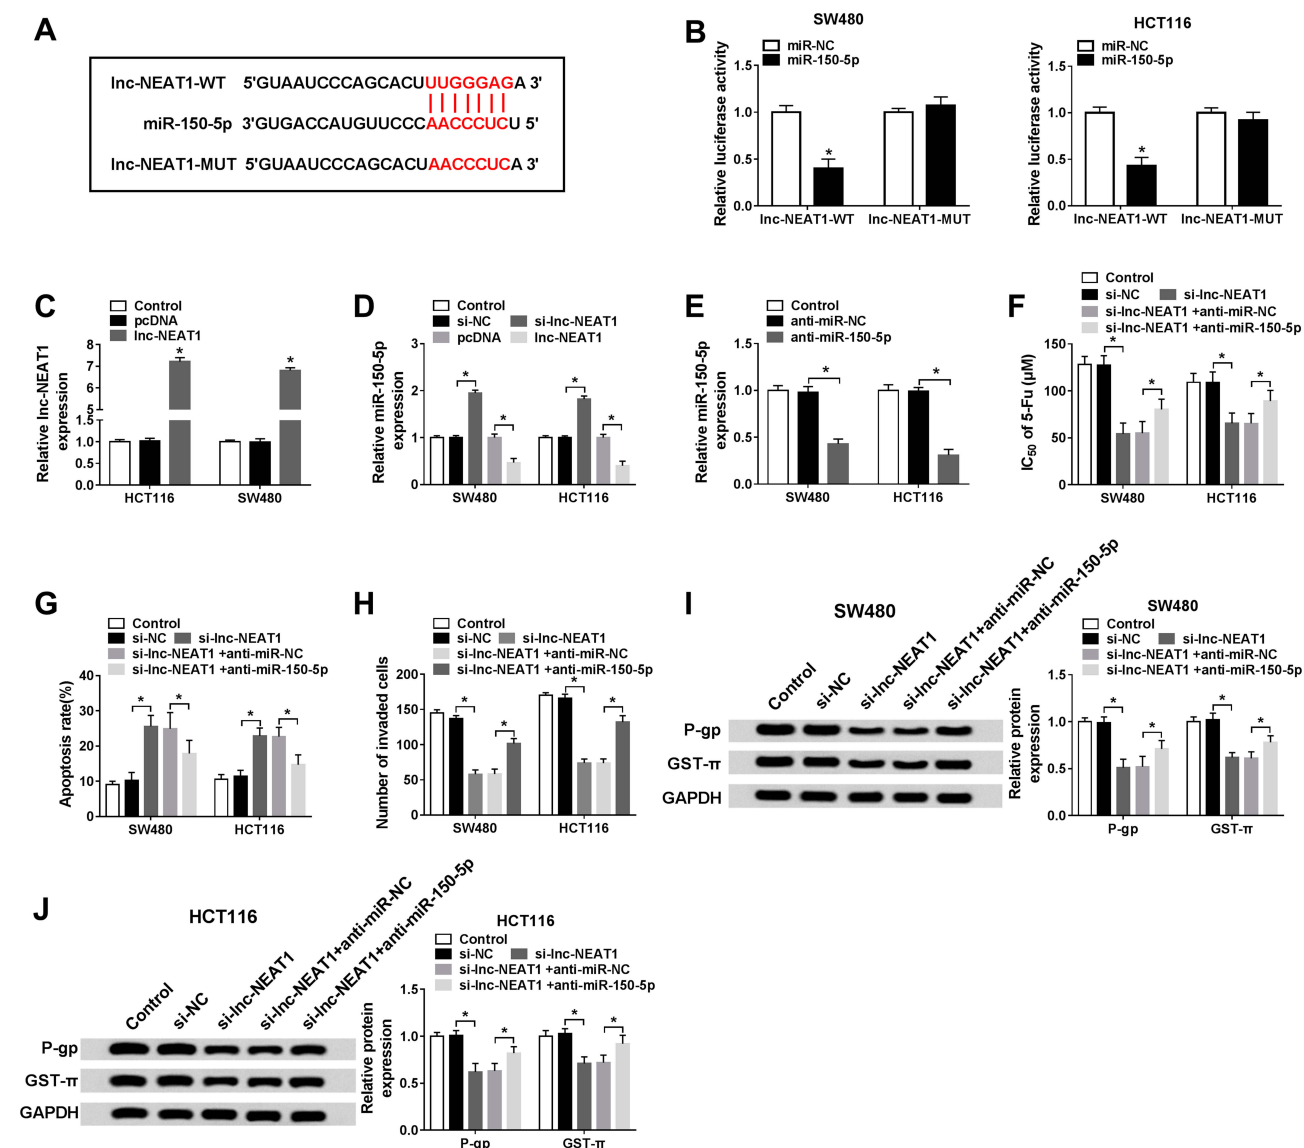 A
lnc-NEAT1-WT 5'GUAAUCCCAGCACUUUGGGAGA 3'
miR-150-5p 3'GUGACCAUGUUCCCAACCCUCU 5'
lnc-NEAT1-MUT 5'GUAAUCCCAGCACUAACCCUCA 3'
B
SW480
miR-NC
miR-150-5p
Relative luciferase activity
1.5
1.0
0.5
0.0
*
lnc-NEAT1-WT lnc-NEAT1-MUT
HCT116
miR-NC
miR-150-5p
Relative luciferase activity
1.5
1.0
0.5
0.0
*
lnc-NEAT1-WT lnc-NEAT1-MUT
C
Control
pcDNA
lnc-NEAT1
Relative lnc-NEAT1
expression
8
7
6
5
1.5
1.0
0.5
0.0
* *
HCT116 SW480
D
Control
si-NC si-lnc-NEAT1
pcDNA lnc-NEAT1
Relative miR-150-5p
expression
3
2
1
0
* * * *
SW480 HCT116
E
Control
anti-miR-NC
anti-miR-150-5p
Relative miR-150-5p
expression
1.5
1.0
0.5
0.0
* *
SW480 HCT116
F
Control
si-NC si-lnc-NEAT1
si-lnc-NEAT1 +anti-miR-NC
si-lnc-NEAT1 +anti-miR-150-5p
IC50 of 5-Fu (μM)
150
100
50
0
* * * *
SW480 HCT116
G
Control
si-NC si-lnc-NEAT1
si-lnc-NEAT1 +anti-miR-NC
si-lnc-NEAT1 +anti-miR-150-5p
Apoptosis rate(%)
40
30
20
10
0
* * * *
SW480 HCT116
H
Control
si-NC si-lnc-NEAT1
si-lnc-NEAT1 +anti-miR-NC
si-lnc-NEAT1 +anti-miR-150-5p
Number of invaded cells
200
150
100
50
0
* * * *
SW480 HCT116
I
SW480
Control
si-NC
si-lnc-NEAT1
si-lnc-NEAT1+anti-miR-NC
si-lnc-NEAT1+anti-miR-150-5p
P-gp
GST-π
GAPDH
SW480
Control
si-NC si-lnc-NEAT1
si-lnc-NEAT1 +anti-miR-NC
si-lnc-NEAT1 +anti-miR-150-5p
Relative protein
expression
1.5
1.0
0.5
0.0
* * * *
P-gp GST-π
J
HCT116
Control
si-NC
si-lnc-NEAT1
si-lnc-NEAT1+anti-miR-NC
si-lnc-NEAT1+anti-miR-150-5p
P-gp
GST-π
GAPDH
HCT116
Control
si-NC si-lnc-NEAT1
si-lnc-NEAT1 +anti-miR-NC
si-lnc-NEAT1 +anti-miR-150-5p
Relative protein
expression
1.5
1.0
0.5
0.0
* * * *
P-gp GST-π